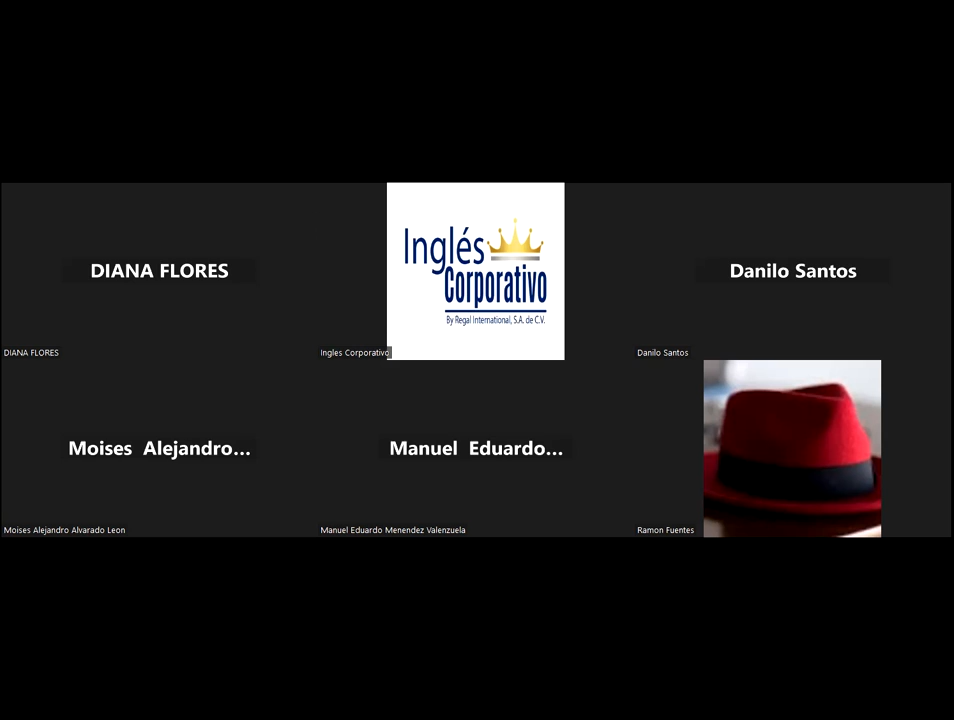 DIANA FLORES
DIANA FLORES
Inglés
Corporativo
By Regal International, S.A. de C.V.
Ingles Corporativo
Danilo Santos
Danilo Santos
Moises Alejandro...
Moises Alejandro Alvarado Leon
Manuel Eduardo...
Manuel Eduardo Menendez Valenzuela
Ramon Fuentes